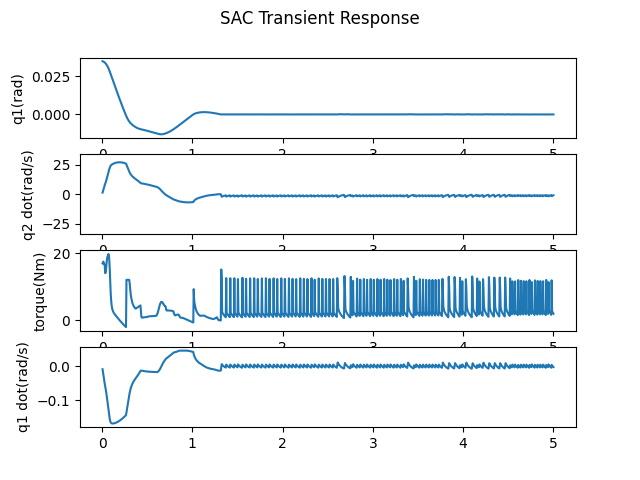 SAC Transient Response
q1(rad)
0.025
0.000
0 1 2 3 4 5
q2 dot(rad/s)
25
0
−25
0 1 2 3 4 5
torque(Nm)
20
0
0 1 2 3 4 5
q1 dot(rad/s)
0.0
−0.1
0 1 2 3 4 5